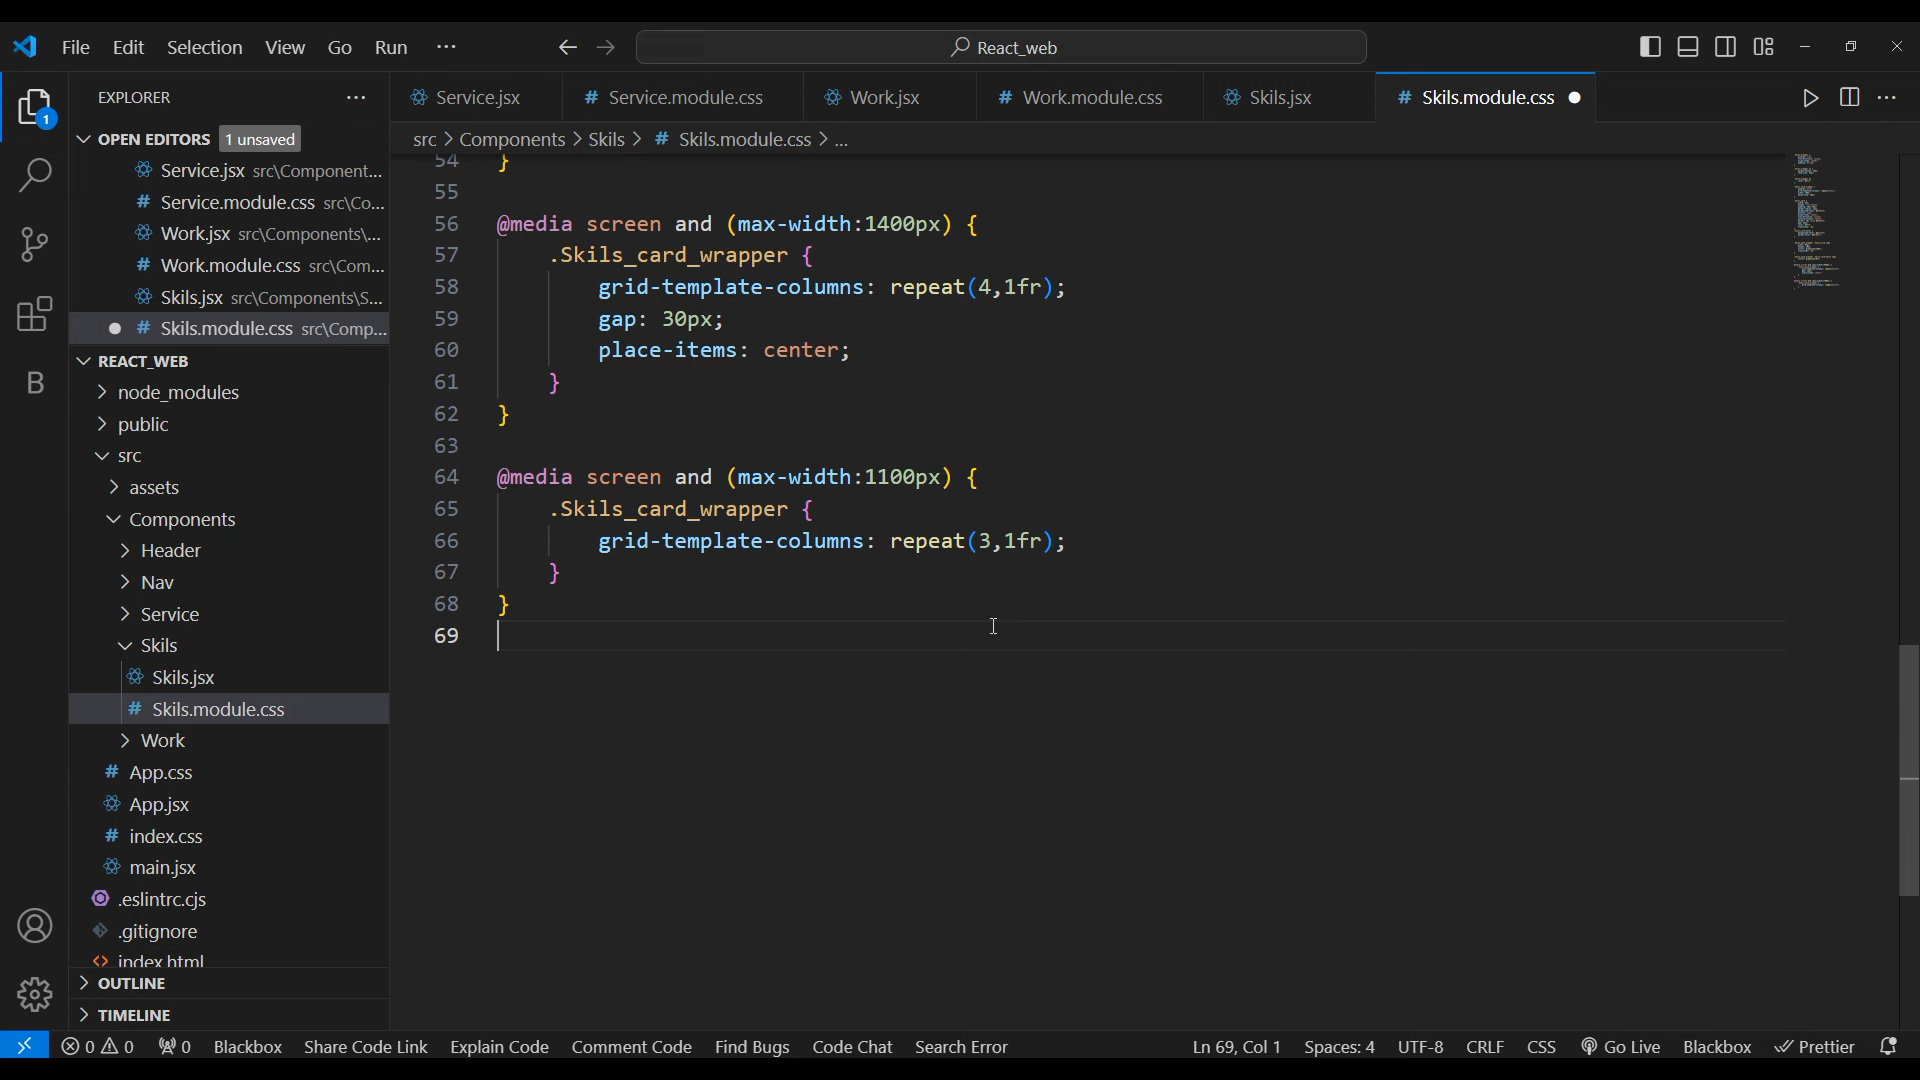 File Edit Selection View Go Run ··· React_web
EXPLORER ···
OPEN EDITORS 1 unsaved
Service.jsx src\Component...
# Service.module.css src\Co...
Work.jsx src\Components\...
# Work.module.css src\Com...
Skils.jsx src\Components\S...
# Skils.module.css src\Comp...
REACT_WEB
node_modules
public
src
assets
Components
Header
Nav
Service
Skils
Skils.jsx
# Skils.module.css
Work
# App.css
App.jsx
# index.css
main.jsx
.eslintrc.cjs
.gitignore
<> index.html
OUTLINE
TIMELINE
1
B
Service.jsx # Service.module.css Work.jsx # Work.module.css Skils.jsx # Skils.module.css ···
src > Components > Skils > # Skils.module.css > ...
54 }
55
56 @media screen and (max-width:1400px) {
57 .Skils_card_wrapper {
58 grid-template-columns: repeat(4,1fr);
59 gap: 30px;
60 place-items: center;
61 }
62 }
63
64 @media screen and (max-width:1100px) {
65 .Skils_card_wrapper {
66 grid-template-columns: repeat(3,1fr);
67 }
68 }
69
0 0 0 Blackbox Share Code Link Explain Code Comment Code Find Bugs Code Chat Search Error Ln 69, Col 1 Spaces: 4 UTF-8 CRLF CSS Go Live Blackbox Prettier